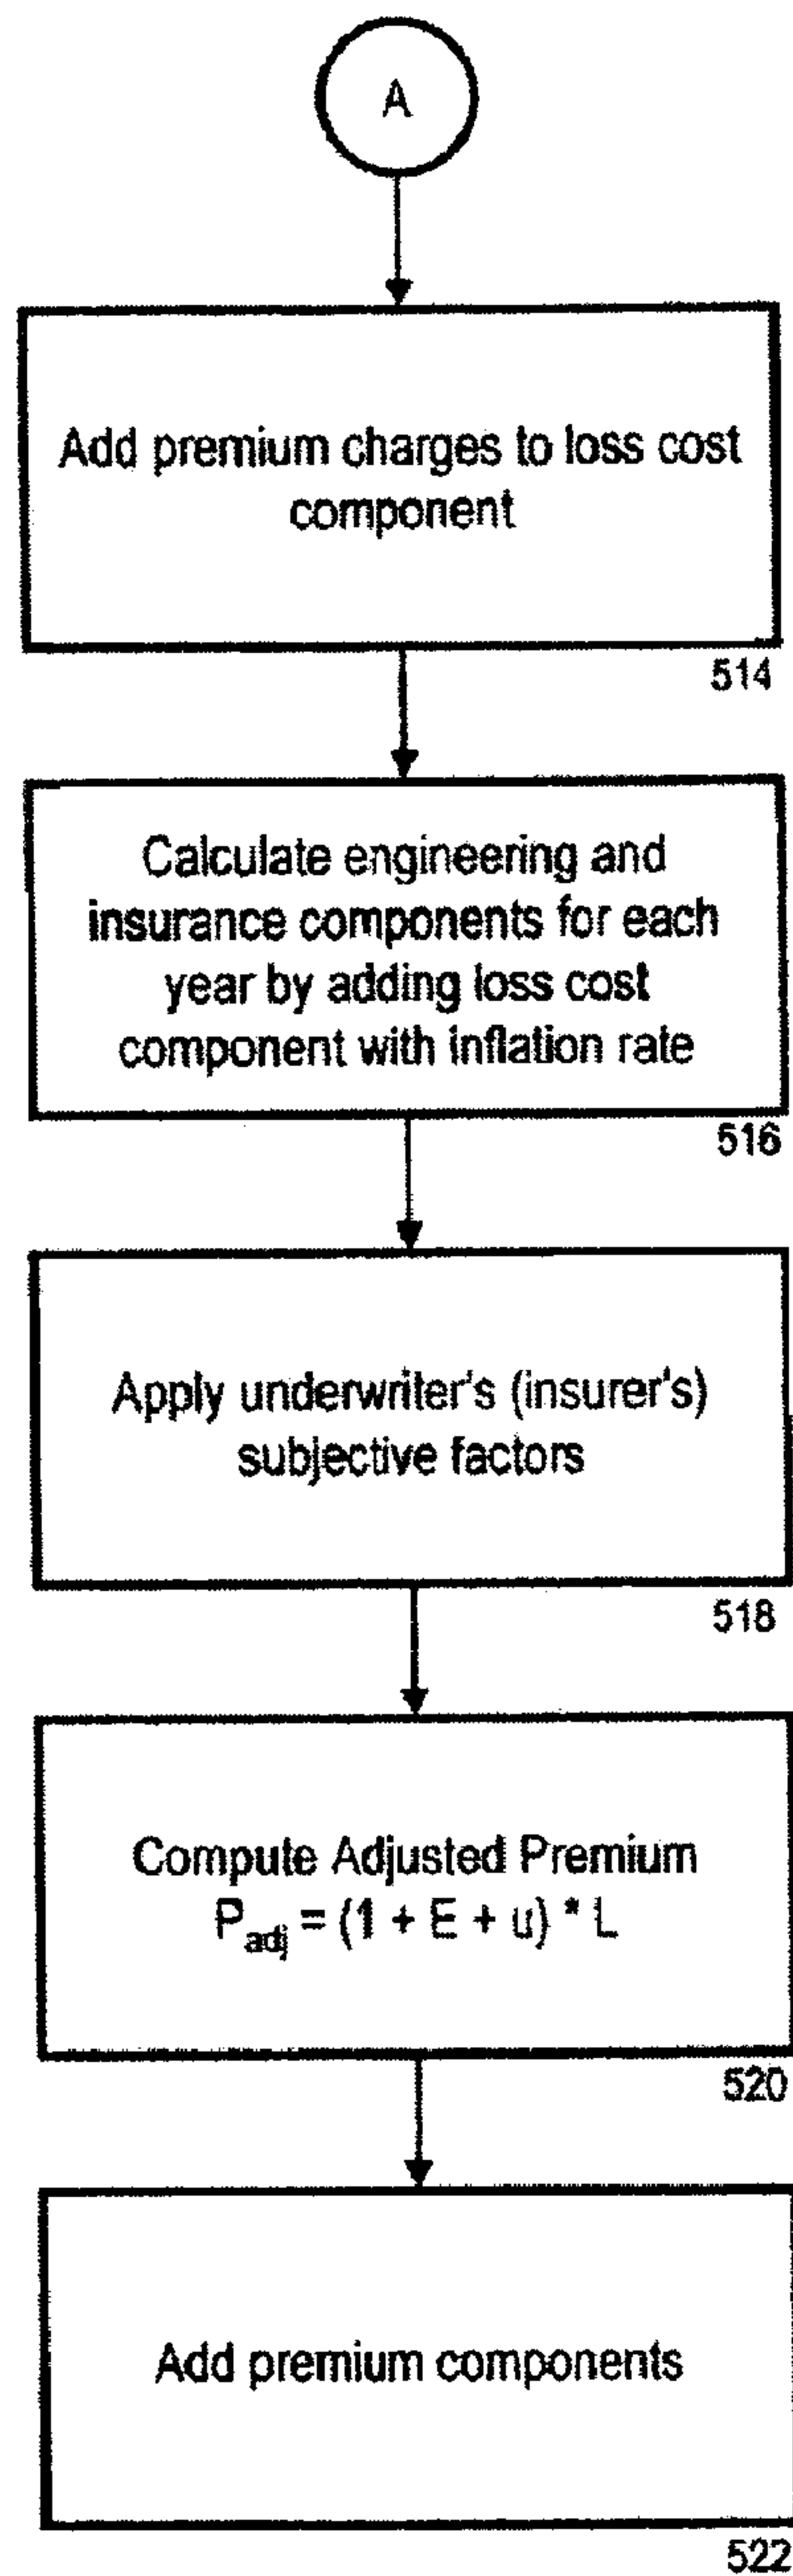 A
Add premium charges to loss cost
component
514
Calculate engineering and
insurance components for each
year by adding loss cost
component with inflation rate
516
Apply underwriter's (insurer's)
subjective factors
518
Compute Adjusted Premium
P_adj = (1 + E + u) * L
520
Add premium components
522